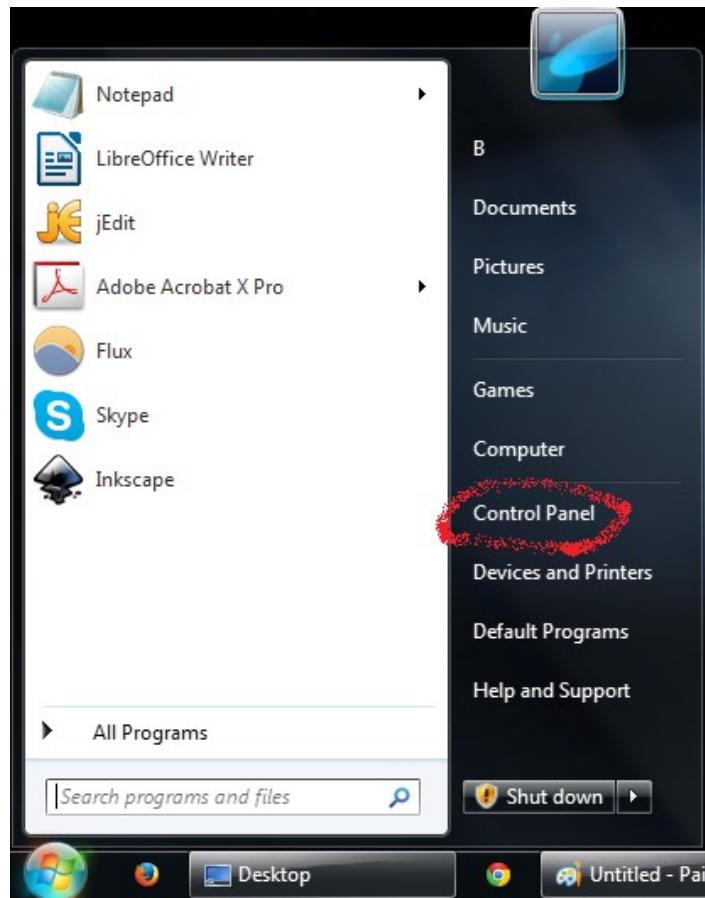 Notepad
LibreOffice Writer
jEdit
Adobe Acrobat X Pro
Flux
Skype
Inkscape
All Programs
Search programs and files
B
Documents
Pictures
Music
Games
Computer
Control Panel
Devices and Printers
Default Programs
Help and Support
Shut down
Desktop
Untitled - Pai